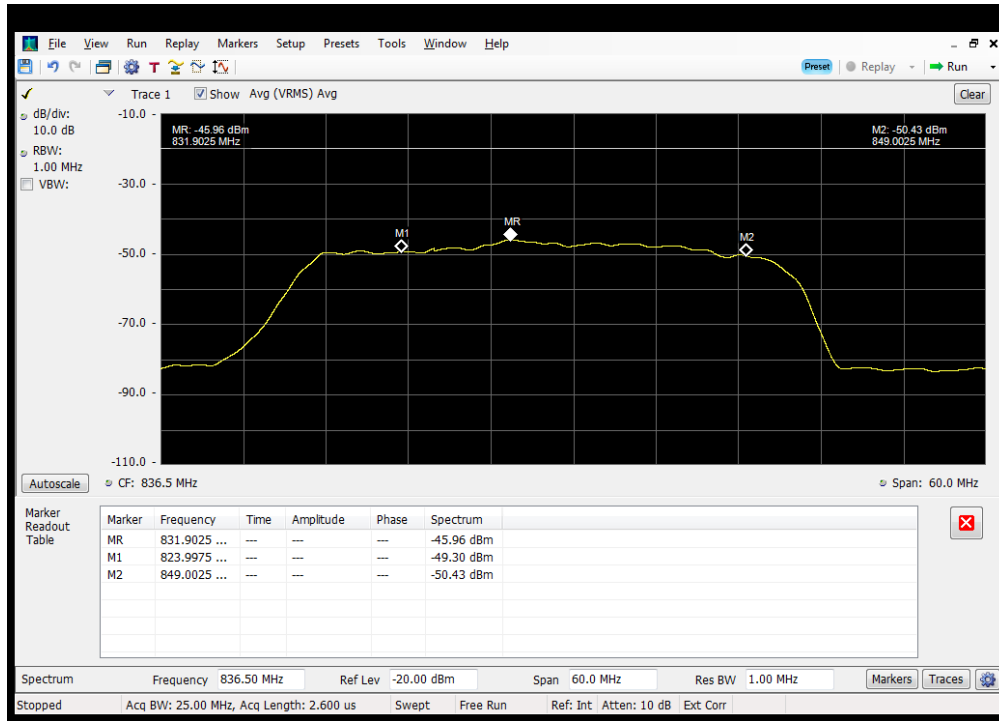 File View Run Replay Markers Setup Presets Tools Window Help
T Preset Replay Run
Trace 1 Show Avg (VRMS) Avg Clear
dB/div:
10.0 dB
RBW:
1.00 MHz
VBW:
-10.0
-30.0
-50.0
-70.0
-90.0
-110.0
MR: -45.96 dBm
831.9025 MHz
M2: -50.43 dBm
849.0025 MHz
M1
MR
M2
Autoscale CF: 836.5 MHz Span: 60.0 MHz
Marker
Readout
Table
Marker Frequency Time Amplitude Phase Spectrum
MR 831.9025 ... --- --- --- -45.96 dBm
M1 823.9975 ... --- --- --- -49.30 dBm
M2 849.0025 ... --- --- --- -50.43 dBm
Spectrum Frequency 836.50 MHz Ref Lev -20.00 dBm Span 60.0 MHz Res BW 1.00 MHz Markers Traces
Stopped Acq BW: 25.00 MHz, Acq Length: 2.600 us Swept Free Run Ref: Int Atten: 10 dB Ext Corr